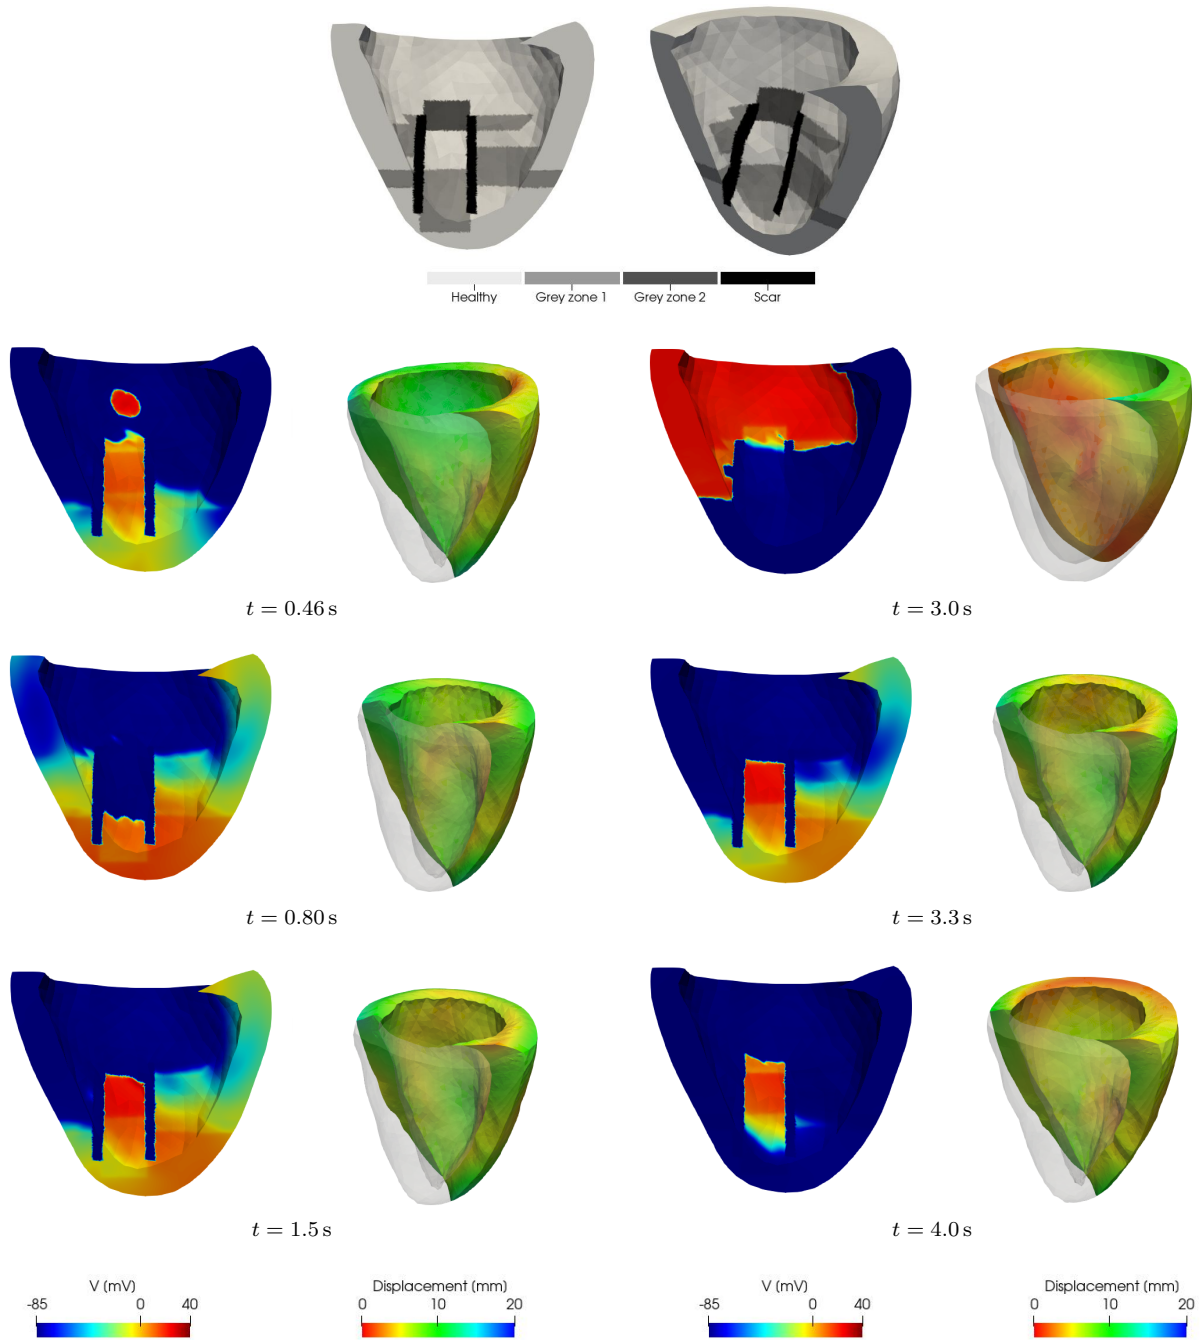 Healthy Grey zone 1 Grey zone 2 Scar
t = 0.46 s t = 3.0 s
t = 0.80 s t = 3.3 s
t = 1.5 s t = 4.0 s
V (mV) Displacement (mm) V (mV) Displacement (mm)
-85 0 40 0 10 20 -85 0 40 0 10 20